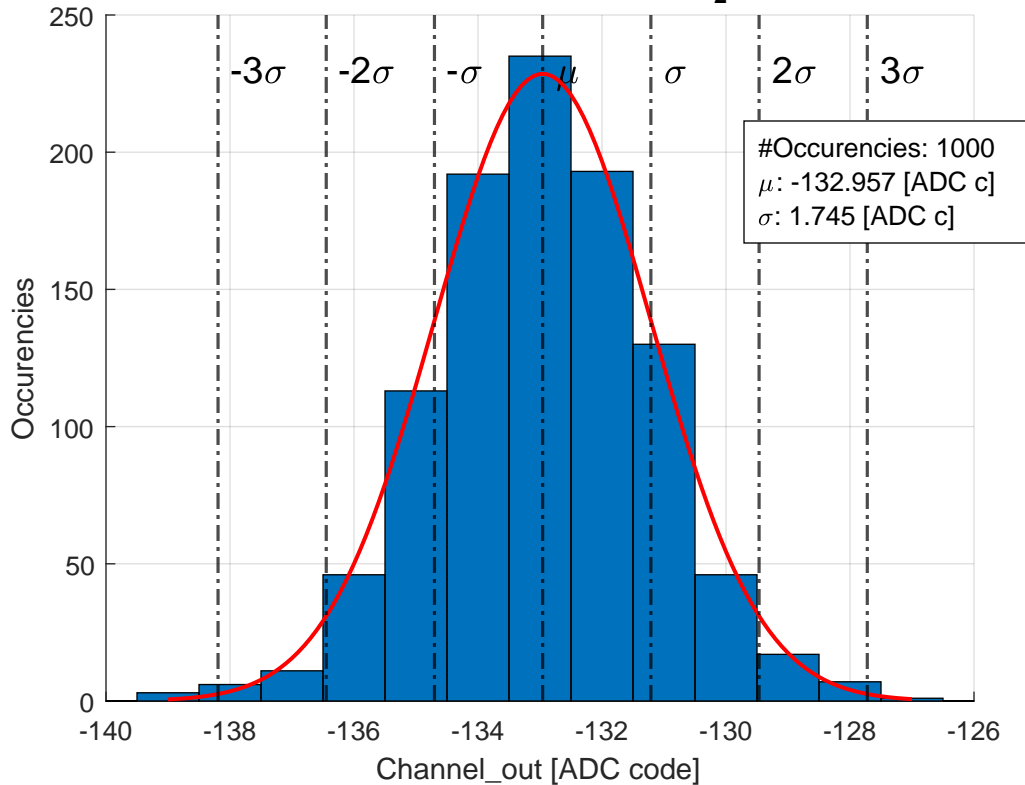 2
250
-3σ -2σ -σ μ σ 2σ 3σ
#Occurencies: 1000
μ: -132.957 [ADC c]
σ: 1.745 [ADC c]
200
150
100
50
0
Occurencies
-140 -138 -136 -134 -132 -130 -128 -126
Channel_out [ADC code]